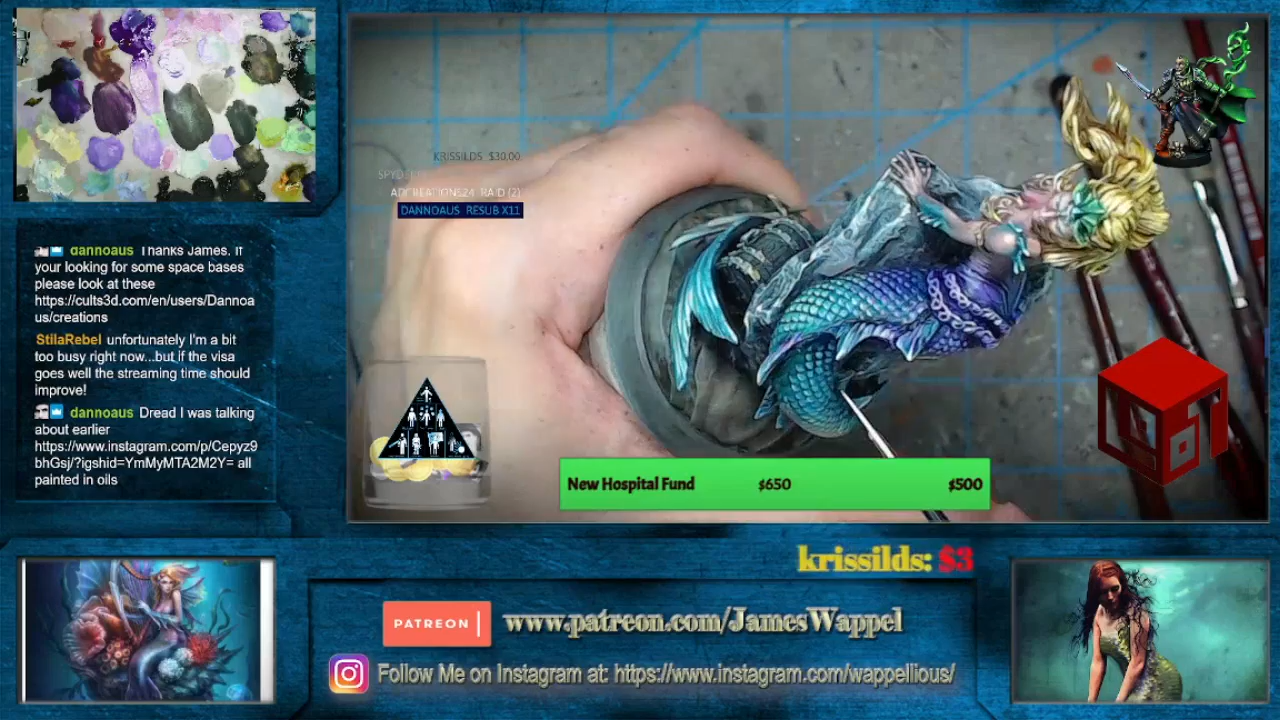 KRISSILDS $30.00
RAID (2)
DANNOAUS RESUB X11
dannoaus Thanks James. If
your looking for some space bases
please look at these
https://cults3d.com/en/users/Dannoa
us/creations
StilaRebel unfortunately I'm a bit
too busy right now...but if the visa
goes well the streaming time should
improve!
dannoaus Dread I was talking
about earlier
https://www.instagram.com/p/Cepyz9
bhGsj/?igshid=YmMyMTA2M2Y= all
painted in oils
New Hospital Fund $650 $500
krissilds: $3
PATREON
www.patreon.com/JamesWappel
Follow Me on Instagram at: https://www.instagram.com/wappellious/